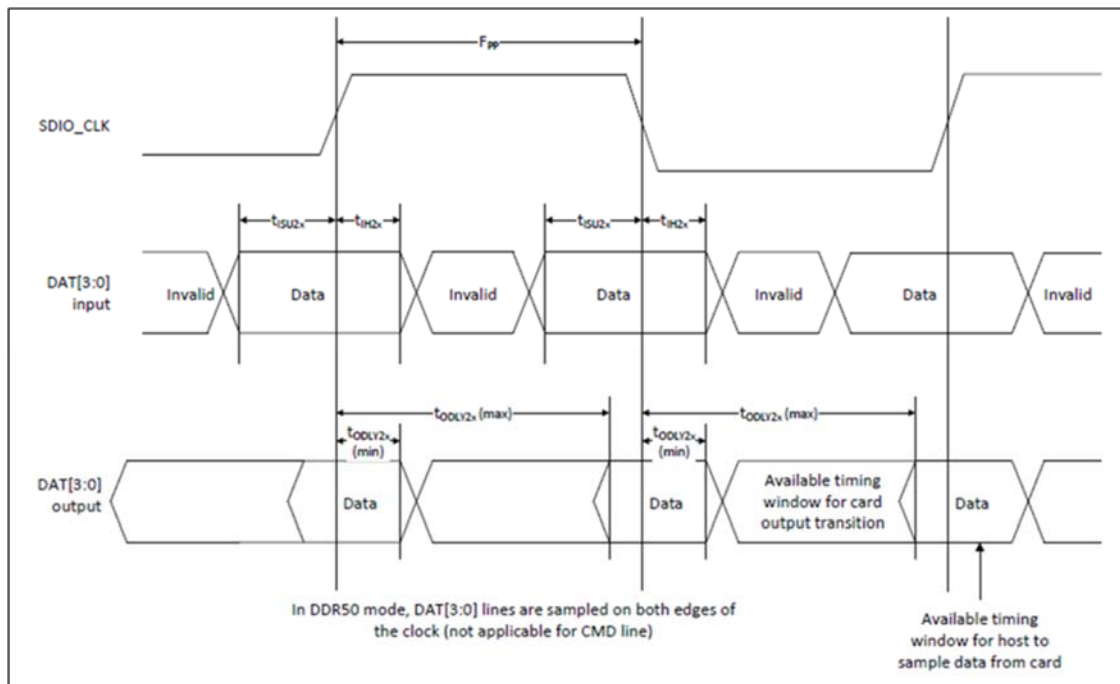 Fpp
SDIO_CLK
tISU2x tIH2x tISU2x tIH2x
DAT[3:0]
input
Invalid Data Invalid Data Invalid Data Invalid
tODLY2x (max) tODLY2x (max)
tODLY2x
(min)
tODLY2x
(min)
DAT[3:0]
output
Data Data
Available timing
window for card
output transition
Data
In DDR50 mode, DAT[3:0] lines are sampled on both edges of
the clock (not applicable for CMD line)
Available timing
window for host to
sample data from card